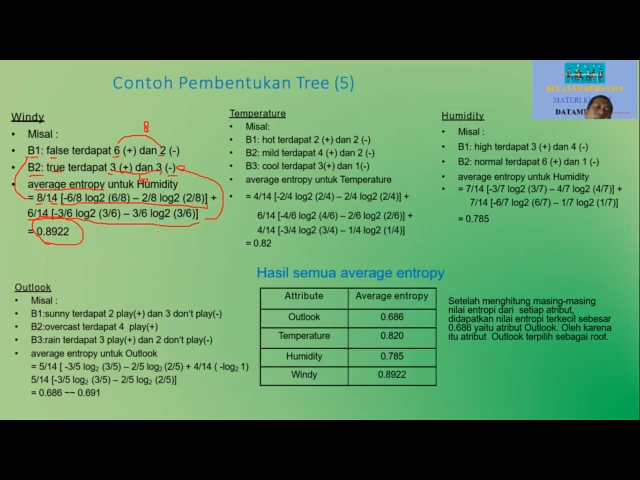 Contoh Pembentukan Tree (5)
BELAJAR BERSAMA
Windy
• Misal :
• B1: false terdapat 6 (+) dan 2 (-)
• B2: true terdapat 3 (+) dan 3 (-)
• average entropy untuk Humidity
= 8/14 [-6/8 log2 (6/8) – 2/8 log2 (2/8)] +
6/14 [-3/6 log2 (3/6) – 3/6 log2 (3/6)]
= 0.8922
8
Temperature
• Misal:
• B1: hot terdapat 2 (+) dan 2 (-)
• B2: mild terdapat 4 (+) dan 2 (-)
• B3: cool terdapat 3(+) dan 1(-)
• average entropy untuk Temperature
• = 4/14 [-2/4 log2 (2/4) – 2/4 log2 (2/4)] +
6/14 [-4/6 log2 (4/6) – 2/6 log2 (2/6)] +
4/14 [-3/4 log2 (3/4) – 1/4 log2 (1/4)]
= 0.82
Humidity
• Misal :
• B1: high terdapat 3 (+) dan 4 (-)
• B2: normal terdapat 6 (+) dan 1 (-)
• average entropy untuk Humidity
• = 7/14 [-3/7 log2 (3/7) – 4/7 log2 (4/7)] +
7/14 [-6/7 log2 (6/7) – 1/7 log2 (1/7)]
= 0.785
Outlook
• Misal :
• B1:sunny terdapat 2 play(+) dan 3 don't play(-)
• B2:overcast terdapat 4 play(+)
• B3:rain terdapat 3 play(+) dan 2 don't play(-)
• average entropy untuk Outlook
= 5/14 [ -3/5 log₂ (3/5) – 2/5 log₂ (2/5) + 4/14 ( -log₂ 1)
5/14 [-3/5 log₂ (3/5) – 2/5 log₂ (2/5)]
= 0.686 ~~ 0.691
Hasil semua average entropy
Attribute Average entropy
Outlook 0.686
Temperature 0.820
Humidity 0.785
Windy 0.8922
Setelah menghitung masing-masing
nilai entropi dari setiap atribut,
didapatkan nilai entropi terkecil sebesar
0.686 yaitu atribut Outlook. Oleh karena
itu atribut Outlook terpilih sebagai root.